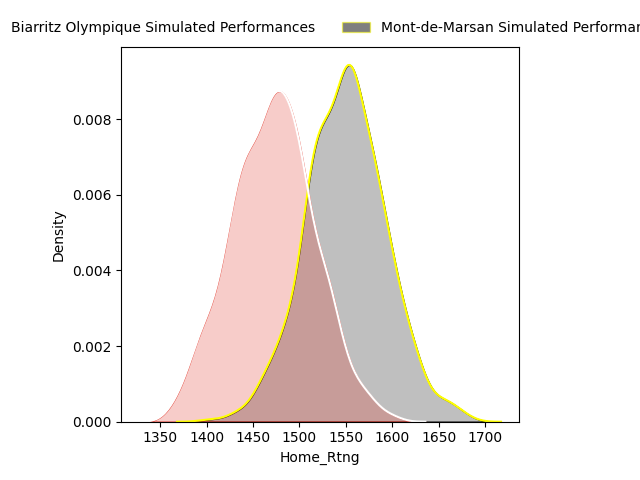 Biarritz Olympique Simulated Performances Mont-de-Marsan Simulated Performan
0.008
0.006
0.004
0.002
0.000
Density
1350 1400 1450 1500 1550 1600 1650 1700
Home_Rtng